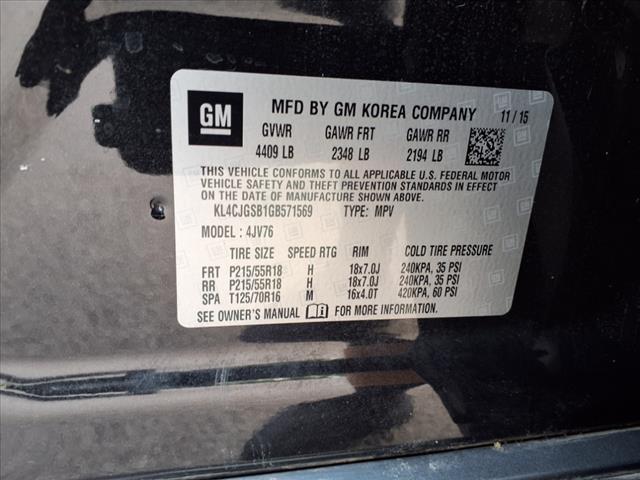 GM MFD BY GM KOREA COMPANY 11 / 15
GVWR GAWR FRT GAWR RR
4409 LB 2348 LB 2194 LB
THIS VEHICLE CONFORMS TO ALL APPLICABLE U.S. FEDERAL MOTOR
VEHICLE SAFETY AND THEFT PREVENTION STANDARDS IN EFFECT
ON THE DATE OF MANUFACTURE SHOWN ABOVE.
KL4CJGSB1GB571569 TYPE: MPV
MODEL : 4JV76
TIRE SIZE SPEED RTG RIM COLD TIRE PRESSURE
FRT P215/55R18 H 18x7.0J 240KPA, 35 PSI
RR P215/55R18 H 18x7.0J 240KPA, 35 PSI
SPA T125/70R16 M 16x4.0T 420KPA, 60 PSI
SEE OWNER'S MANUAL FOR MORE INFORMATION.